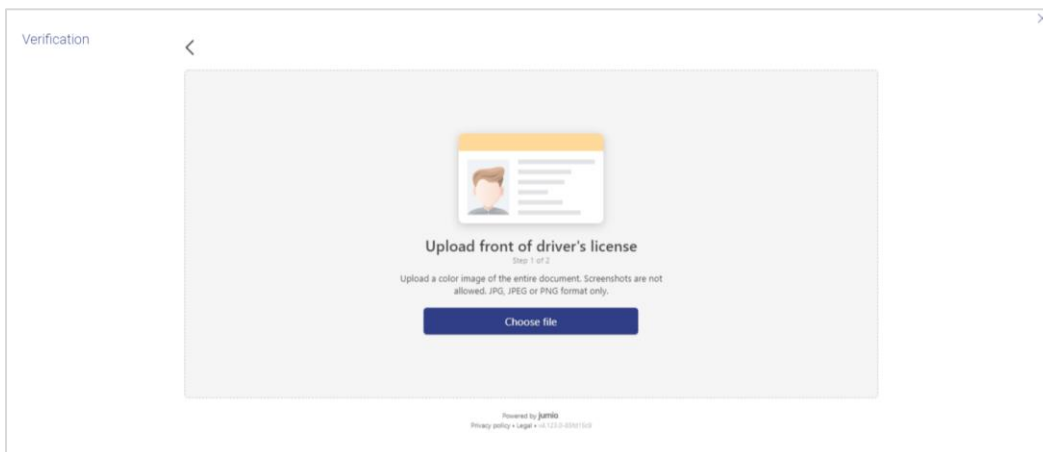 Verification
Upload front of driver's license
Step 1 of 2
Upload a color image of the entire document. Screenshots are not
allowed. JPG, JPEG or PNG format only.
Choose file
Powered by jumio
Privacy policy • Legal •